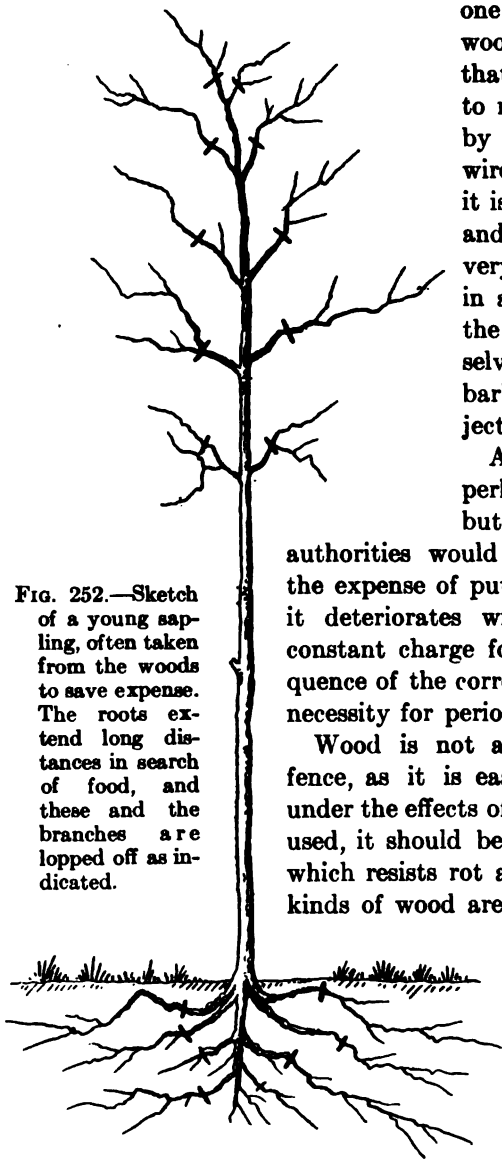 one
woo
that
to
by
wire
it is
and
very
in
the
selv
bar
ject
A
perh
but
authorities would
the expense of pu
it deteriorates w
constant charge fo
quence of the corr
necessity for perio
Wood is not a
fence, as it is eas
under the effects o
used, it should be
which resists rot a
kinds of wood are
FIG. 252.—Sketch
of a young sap-
ling, often taken
from the woods
to save expense.
The roots ex-
tend long dis-
tances in search
of food, and
these and the
branches are
lopped off as in-
dicated.